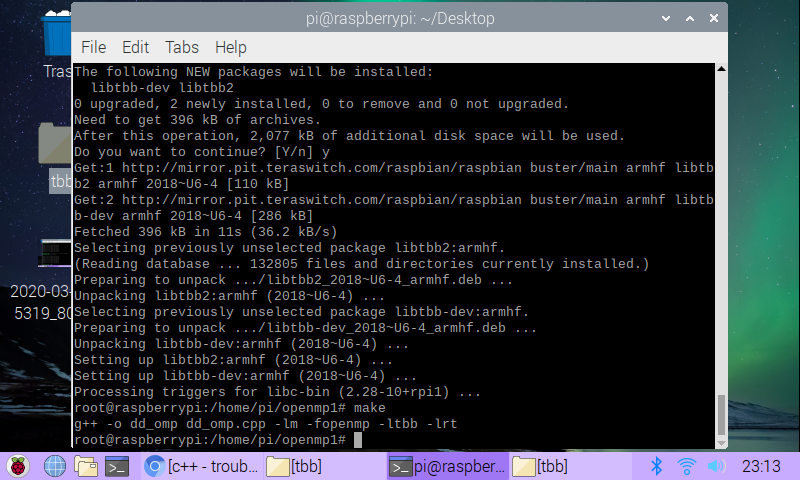 pi@raspberrypi: ~/Desktop
File Edit Tabs Help
Tras
tbb
2020-03-
5319_80
The following NEW packages will be installed:
libtbb-dev libtbb2
0 upgraded, 2 newly installed, 0 to remove and 0 not upgraded.
Need to get 396 kB of archives.
After this operation, 2,077 kB of additional disk space will be used.
Do you want to continue? [Y/n] y
Get:1 http://mirror.pit.teraswitch.com/raspbian/raspbian buster/main armhf libtb
b2 armhf 2018~U6-4 [110 kB]
Get:2 http://mirror.pit.teraswitch.com/raspbian/raspbian buster/main armhf libtb
b-dev armhf 2018~U6-4 [286 kB]
Fetched 396 kB in 11s (36.2 kB/s)
Selecting previously unselected package libtbb2:armhf.
(Reading database ... 132805 files and directories currently installed.)
Preparing to unpack .../libtbb2_2018~U6-4_armhf.deb ...
Unpacking libtbb2:armhf (2018~U6-4) ...
Selecting previously unselected package libtbb-dev:armhf.
Preparing to unpack .../libtbb-dev_2018~U6-4_armhf.deb ...
Unpacking libtbb-dev:armhf (2018~U6-4) ...
Setting up libtbb2:armhf (2018~U6-4) ...
Setting up libtbb-dev:armhf (2018~U6-4) ...
Processing triggers for libc-bin (2.28-10+rpi1) ...
root@raspberrypi:/home/pi/openmp1# make
g++ -o dd_omp dd_omp.cpp -lm -fopenmp -ltbb -lrt
root@raspberrypi:/home/pi/openmp1#
[c++ - troub... [tbb] pi@raspber... [tbb] 23:13